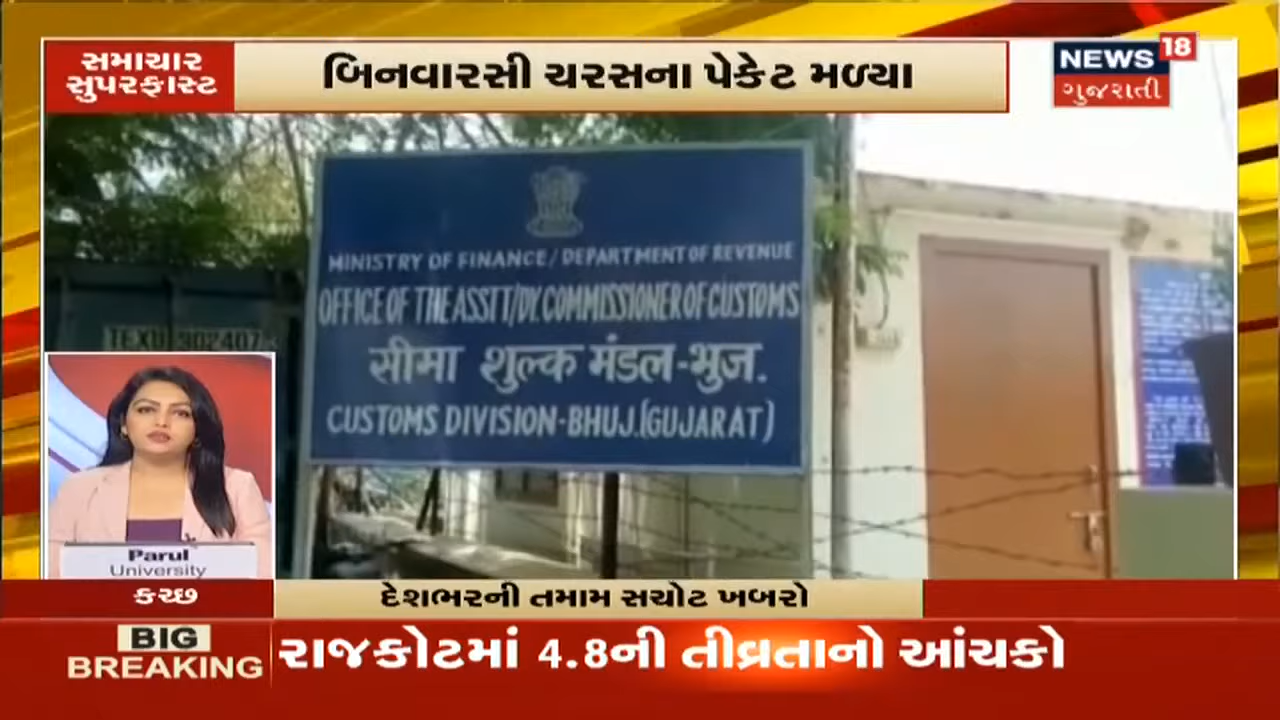 સમાચાર
સુપરફાસ્ટ
બિનવારસી ચરસના પેકેટ મળ્યા
NEWS 18
ગુજરાતી
MINISTRY OF FINANCE/DEPARTMENT OF REVENUE
OFFICE OF THE ASSTT/DY.COMMISSIONER OF CUSTOMS
सीमा शुल्क मंडल-भुज.
CUSTOMS DIVISION-BHUJ.(GUJARAT)
TEXU 302407
Parul
University
કચ્છ
દેશભરની તમામ સચોટ ખબરો
BIG
BREAKING
રાજકોટમાં 4.8ની તીવ્રતાનો આંચકો